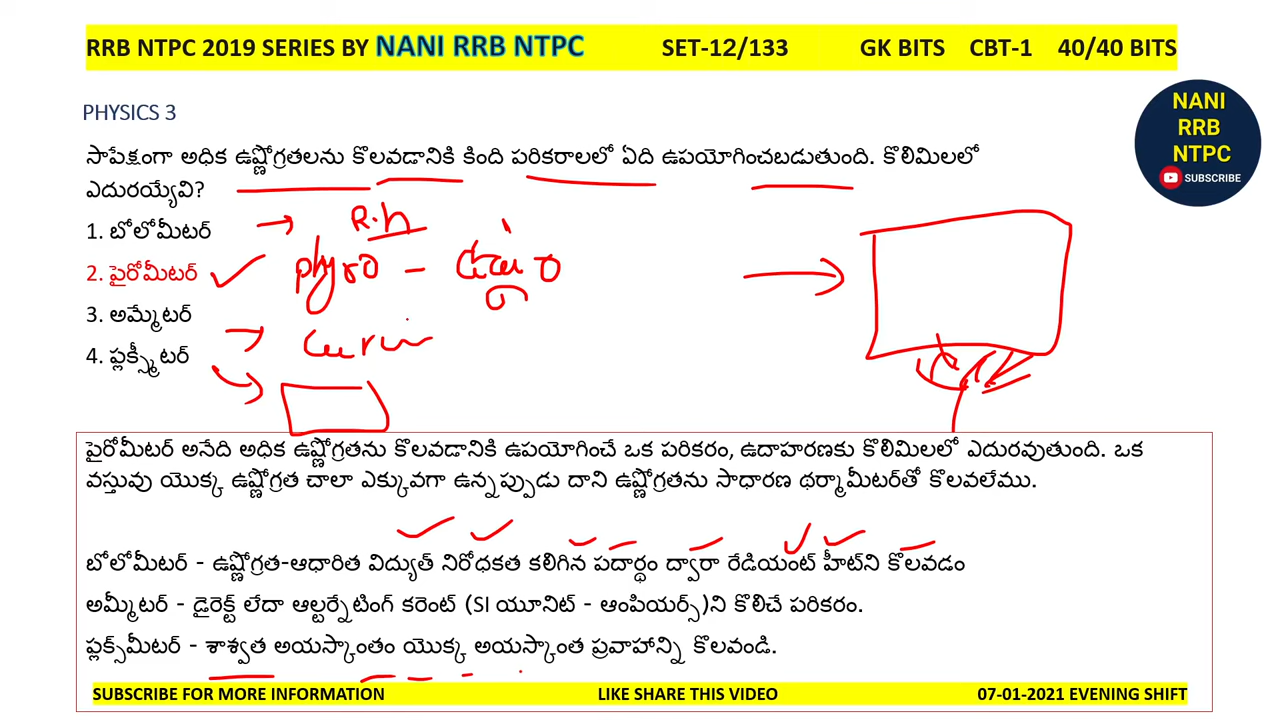 RRB NTPC 2019 SERIES BY NANI RRB NTPC SET-12/133 GK BITS CBT-1 40/40 BITS
NANI
RRB
NTPC
SUBSCRIBE
PHYSICS 3
సాపేక్షంగా అధిక ఉష్ణోగ్రతలను కొలవడానికి కింది పరికరాలలో ఏది ఉపయోగించబడుతుంది. కొలిమిలలో
ఎదురయ్యేవి?
1. బోలోమీటర్
R.h
2. పైరోమీటర్
phyro -
3. అమ్మేటర్
4. ఫ్లక్స్మీటర్
పైరోమీటర్ అనేది అధిక ఉష్ణోగ్రతను కొలవడానికి ఉపయోగించే ఒక పరికరం, ఉదాహరణకు కొలిమిలలో ఎదురవుతుంది. ఒక
వస్తువు యొక్క ఉష్ణోగ్రత చాలా ఎక్కువగా ఉన్నప్పుడు దాని ఉష్ణోగ్రతను సాధారణ థర్మామీటర్‌తో కొలవలేము.
బోలోమీటర్ - ఉష్ణోగ్రత-ఆధారిత విద్యుత్ నిరోధకత కలిగిన పదార్థం ద్వారా రేడియంట్ హీట్‌ని కొలవడం
అమ్మీటర్ - డైరెక్ట్ లేదా ఆల్టర్నేటింగ్ కరెంట్ (SI యూనిట్ - ఆంపియర్స్)ని కొలిచే పరికరం.
ఫ్లక్స్‌మీటర్ - శాశ్వత అయస్కాంతం యొక్క అయస్కాంత ప్రవాహాన్ని కొలవండి.
SUBSCRIBE FOR MORE INFORMATION LIKE SHARE THIS VIDEO 07-01-2021 EVENING SHIFT